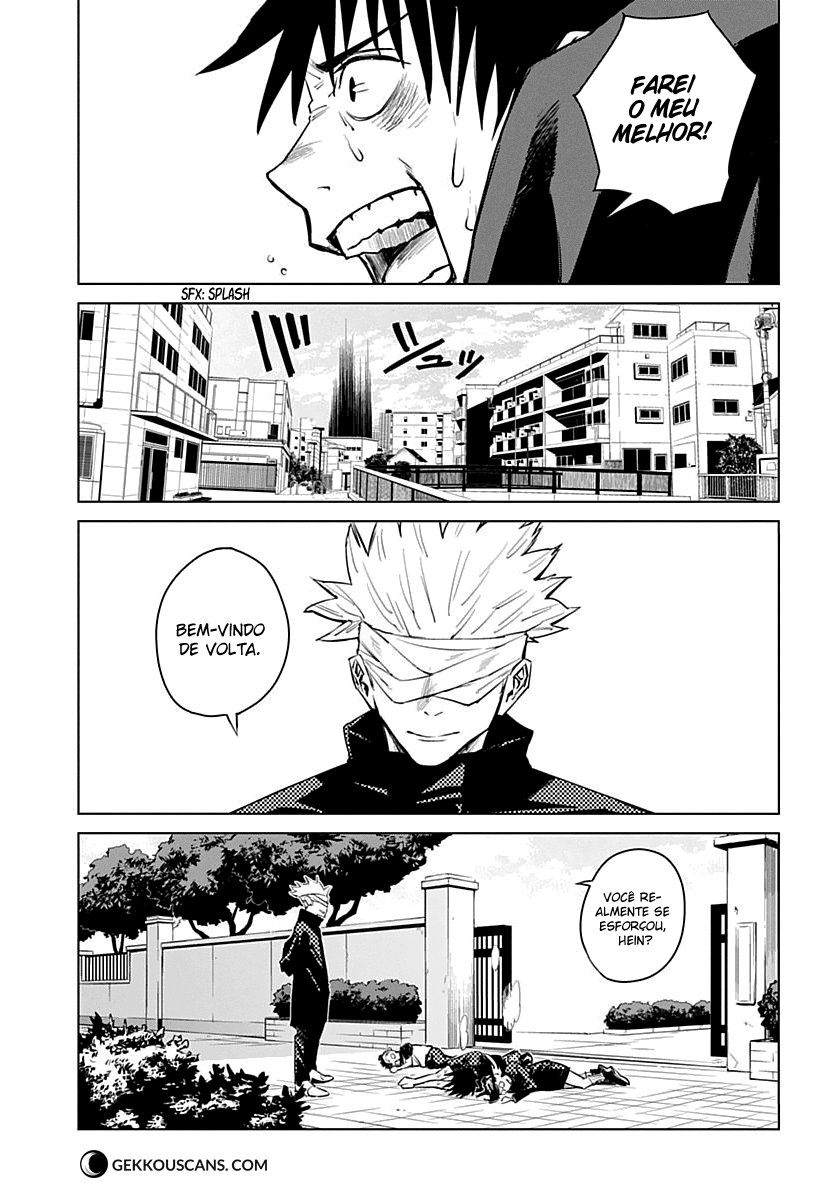 FAREI
O MEU
MELHOR!
SFX: SPLASH
ドジュッ
BEM-VINDO
DE VOLTA.
VOCÊ RE-
ALMENTE SE
ESFORÇOU,
HEIN?
GEKKOUSCANS.COM